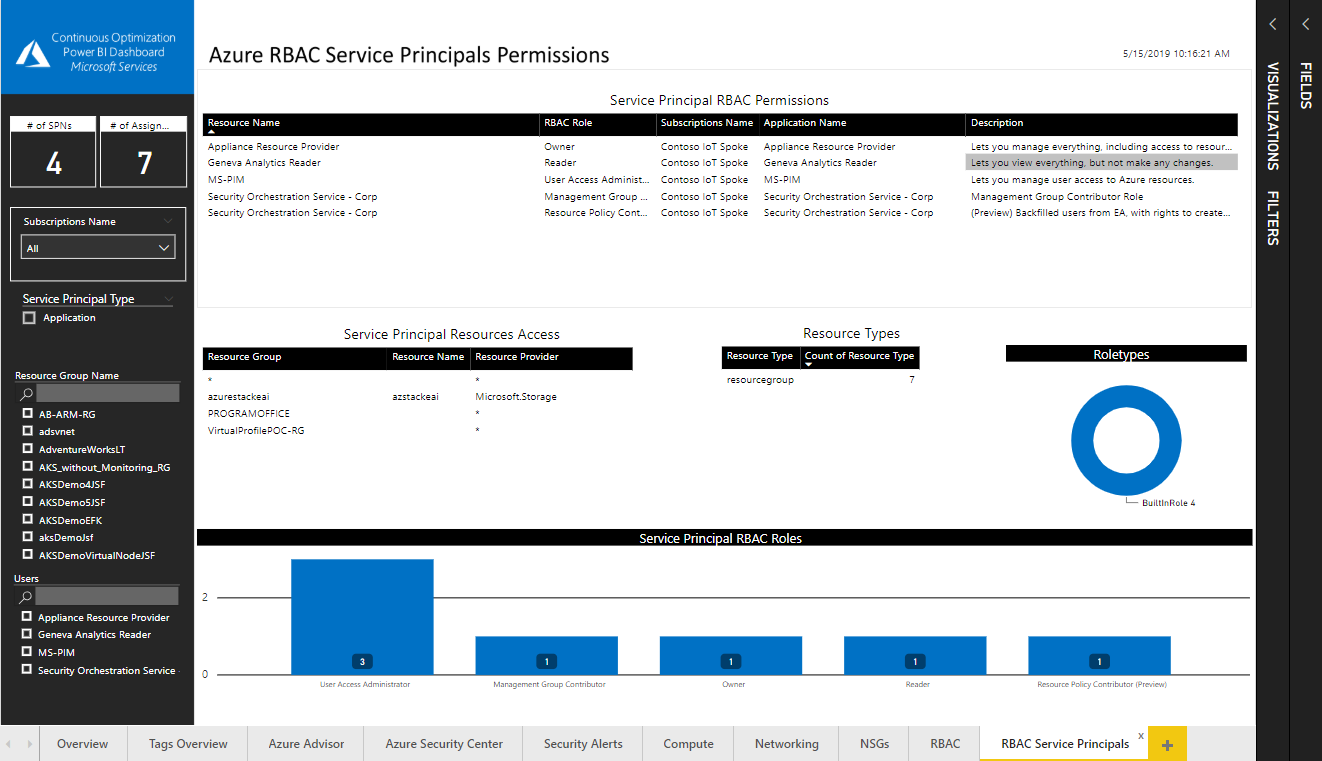 Continuous Optimization
Power BI Dashboard
Microsoft Services
Azure RBAC Service Principals Permissions
5/15/2019 10:16:21 AM
# of SPNs
4
# of Assign...
7
Subscriptions Name
All
Service Principal Type
Application
Resource Group Name
AB-ARM-RG
adsvnet
AdventureWorksLT
AKS_without_Monitoring_RG
AKSDemo4JSF
AKSDemo5JSF
AKSDemoEFK
aksDemoJsf
AKSDemoVirtualNodeJSF
Users
Appliance Resource Provider
Geneva Analytics Reader
MS-PIM
Security Orchestration Service
Service Principal RBAC Permissions
Resource Name RBAC Role Subscriptions Name Application Name Description
Appliance Resource Provider Owner Contoso IoT Spoke Appliance Resource Provider Lets you manage everything, including access to resour...
Geneva Analytics Reader Reader Contoso IoT Spoke Geneva Analytics Reader Lets you view everything, but not make any changes.
MS-PIM User Access Administ... Contoso IoT Spoke MS-PIM Lets you manage user access to Azure resources.
Security Orchestration Service - Corp Management Group ... Contoso IoT Spoke Security Orchestration Service - Corp Management Group Contributor Role
Security Orchestration Service - Corp Resource Policy Cont... Contoso IoT Spoke Security Orchestration Service - Corp (Preview) Backfilled users from EA, with rights to create...
Service Principal Resources Access
Resource Group Resource Name Resource Provider
* *
azurestackeai azstackeai Microsoft.Storage
PROGRAMOFFICE *
VirtualProfilePOC-RG *
Resource Types
Resource Type Count of Resource Type
resourcegroup 7
Roletypes
BuiltInRole 4
Service Principal RBAC Roles
2
0
3
1
1
1
1
User Access Administrator
Management Group Contributor
Owner
Reader
Resource Policy Contributor (Preview)
VISUALIZATIONS
FILTERS
FIELDS
Overview
Tags Overview
Azure Advisor
Azure Security Center
Security Alerts
Compute
Networking
NSGs
RBAC
RBAC Service Principals
x
+